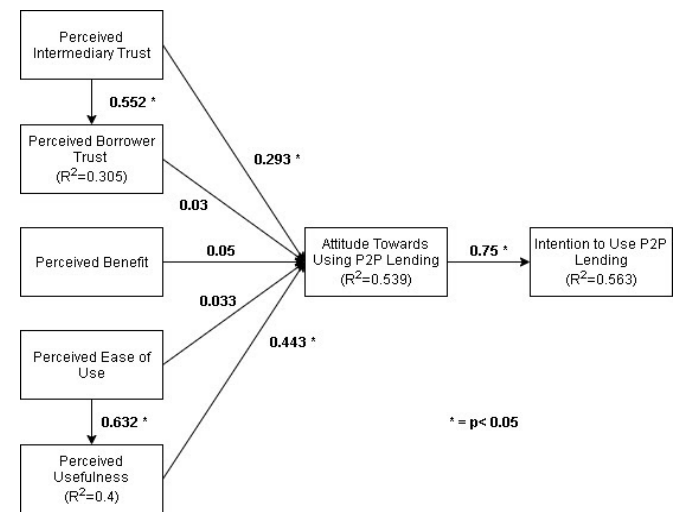 Perceived
Intermediary Trust
0.552 *
Perceived Borrower
Trust
(R²=0.305)
0.293 *
0.03
Perceived Benefit
0.05
Attitude Towards
Using P2P Lending
(R²=0.539)
0.75 *
Intention to Use P2P
Lending
(R²=0.563)
0.033
0.443 *
Perceived Ease of
Use
0.632 *
* = p< 0.05
Perceived
Usefulness
(R²=0.4)